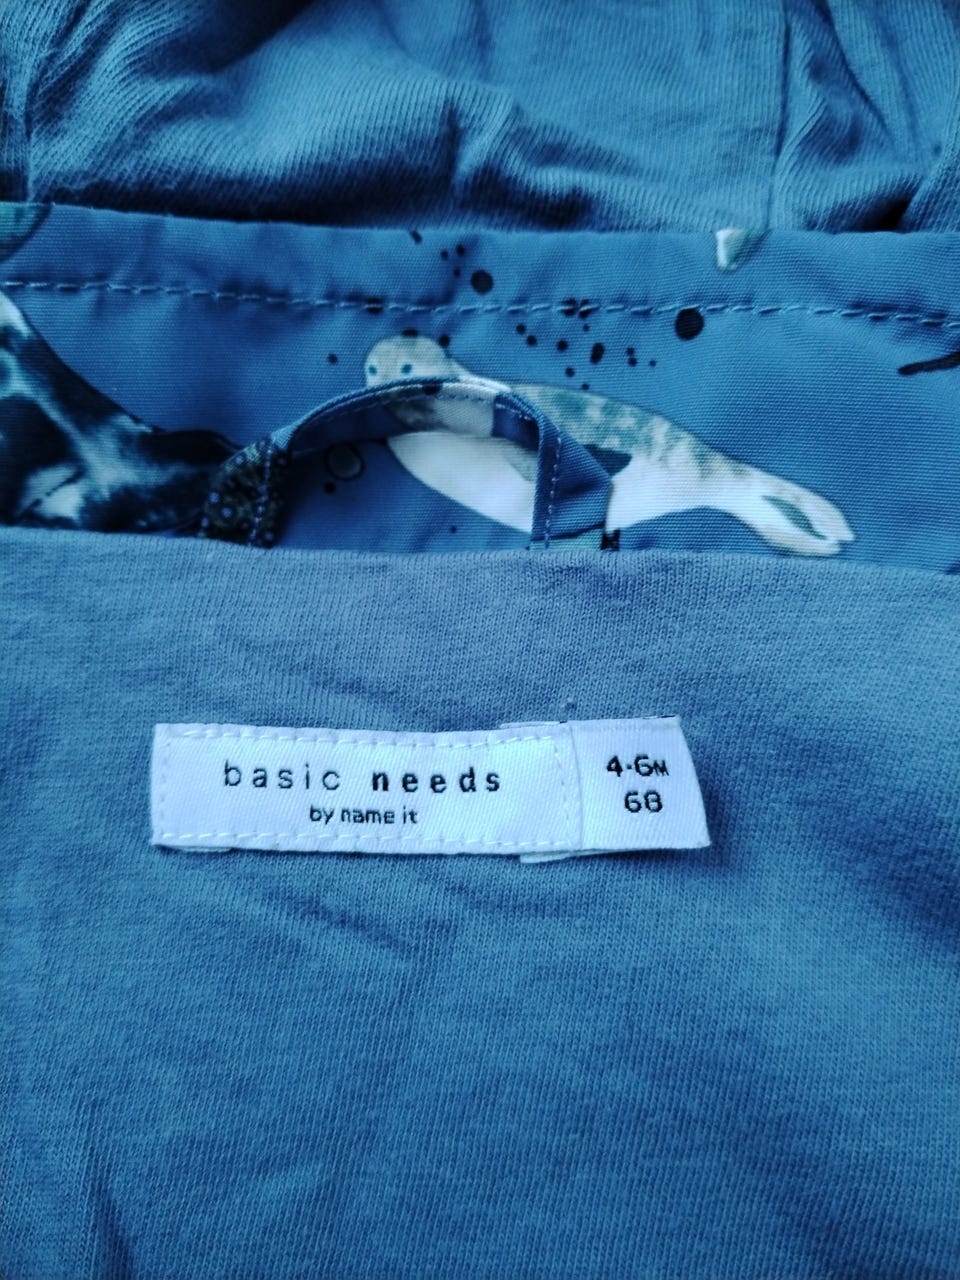 basic needs
by name it
4-6M
68